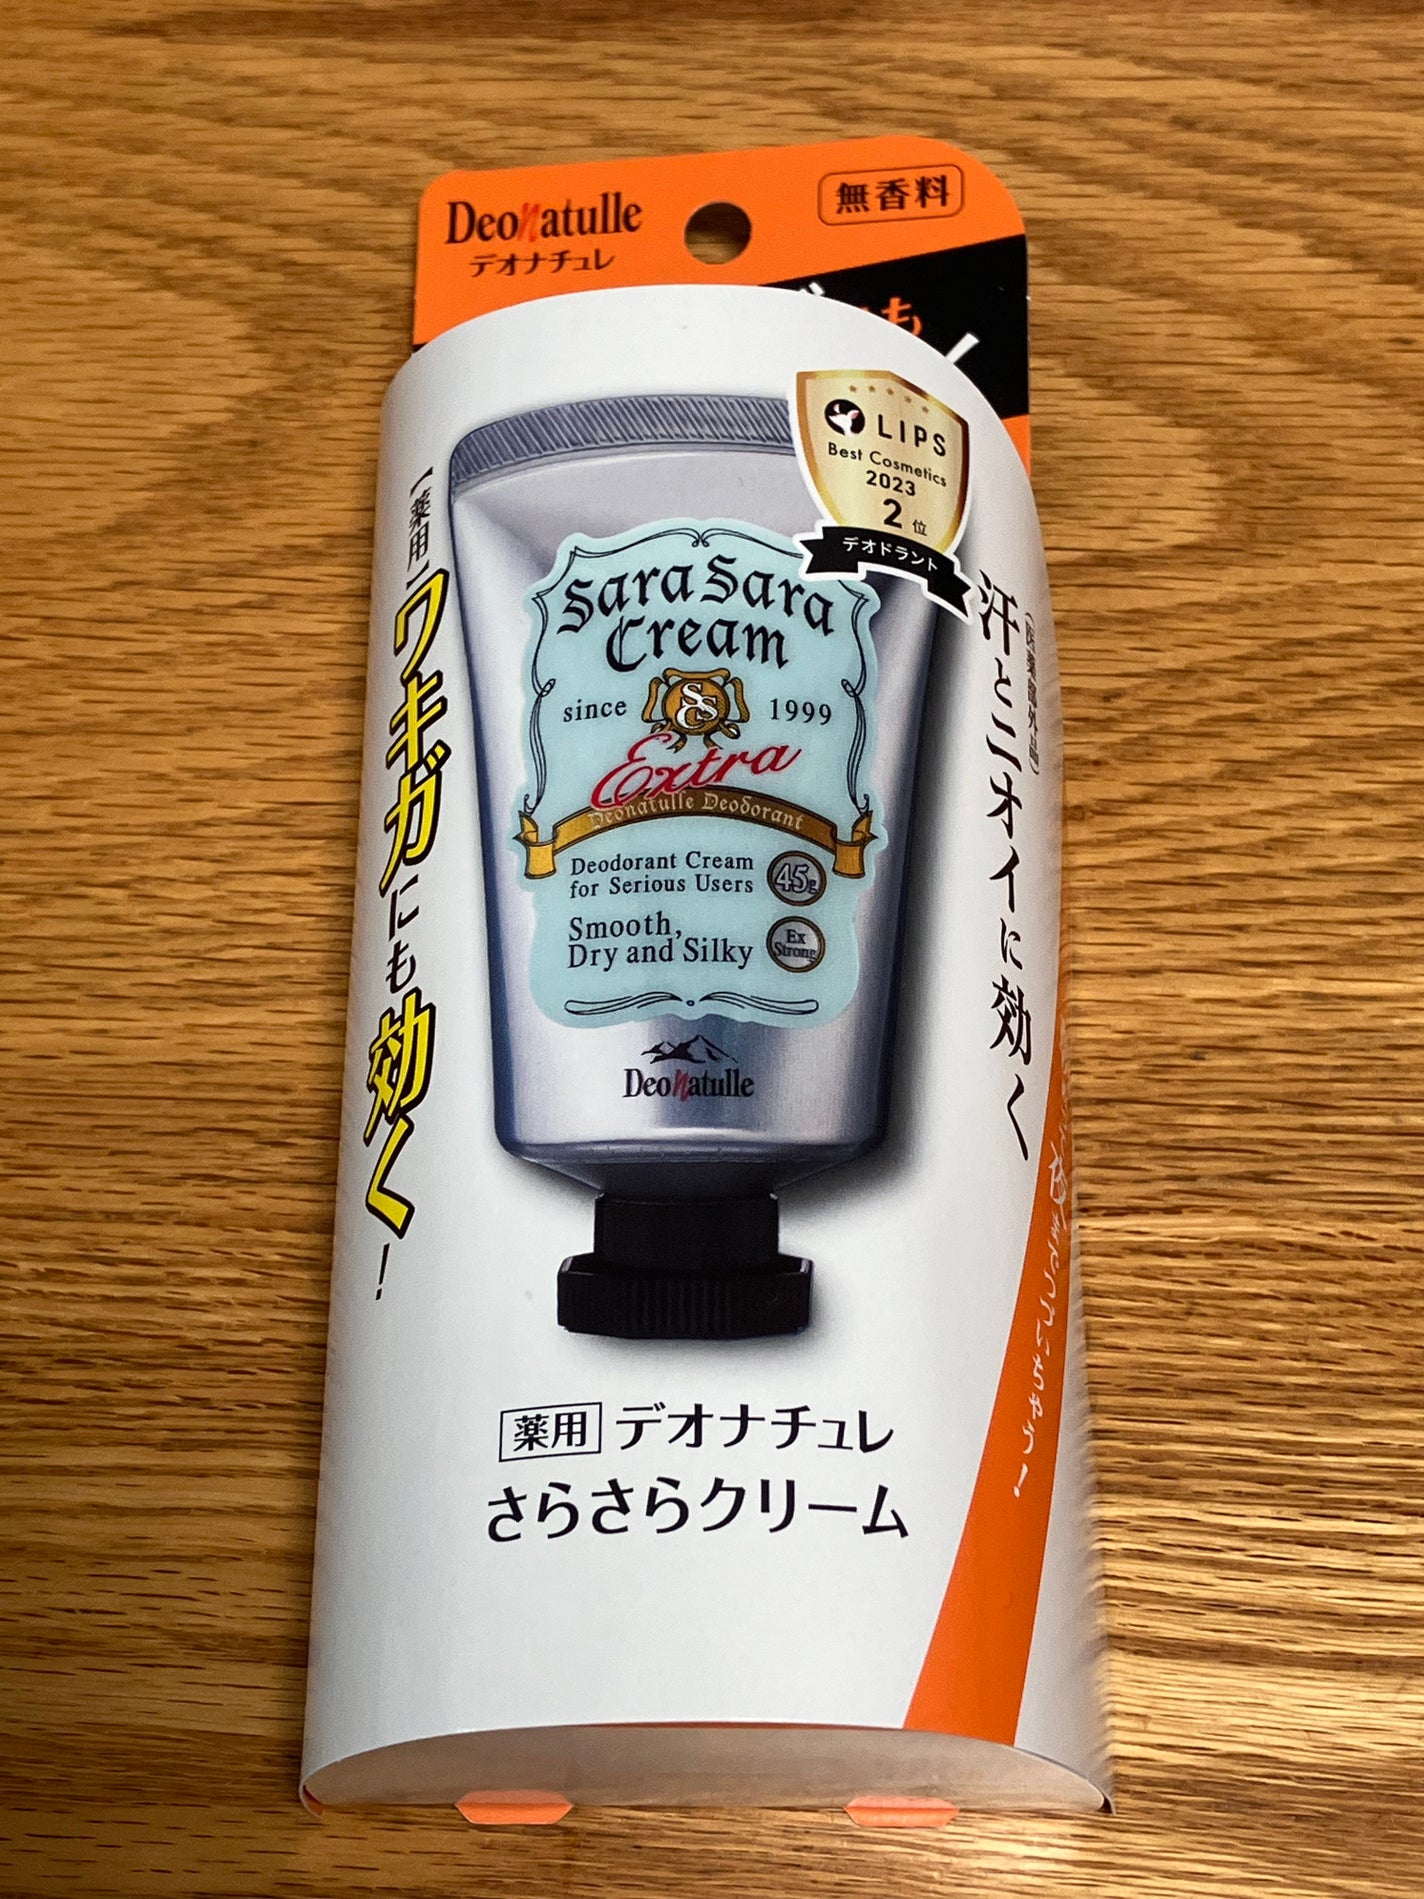 Deonatulle
デオナチュレ
無香料
も
LIPS
Best Cosmetics
2023
2位
デオドラント
【薬用】ワキガにも効く!
汗とニオイに効く
(医薬部外品)
Sara Sara
Cream
since 1999
SSC
Extra
Deonatulle Deodorant
Deodorant Cream
for Serious Users
45g
Smooth,
Dry and Silky
Ex
Strong
Deonatulle
薬用 デオナチュレ
さらさらクリーム